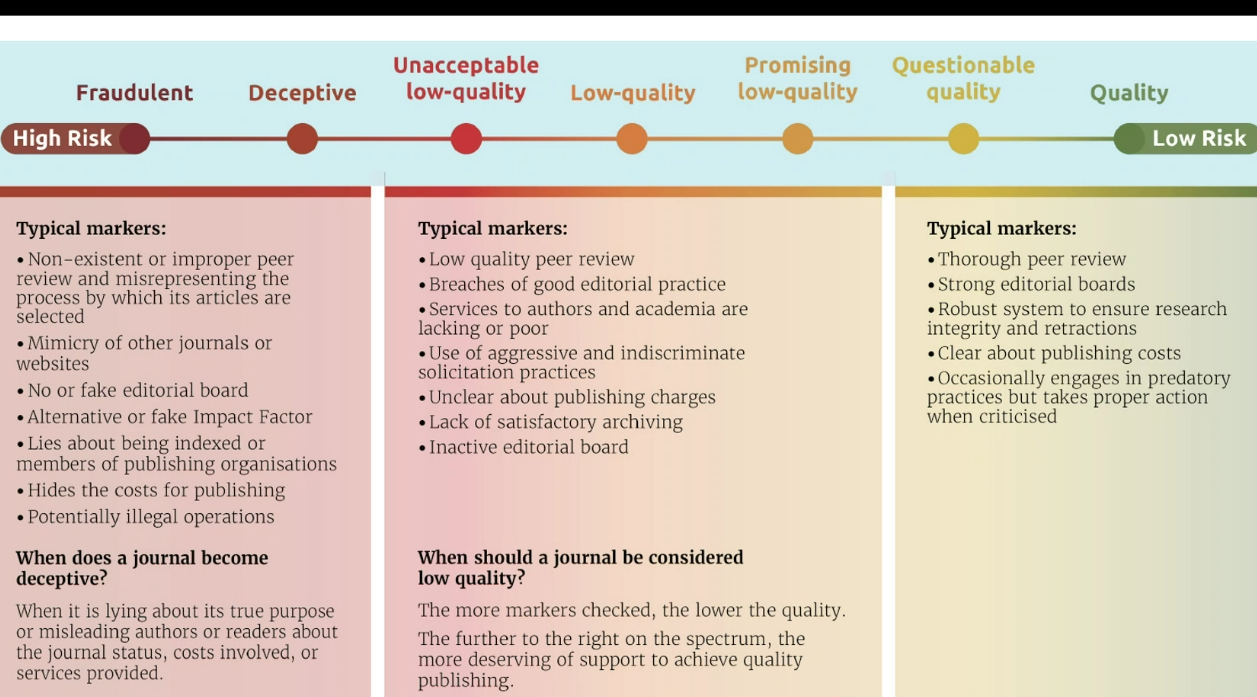 Fraudulent
Deceptive
Unacceptable
low-quality
Low-quality
Promising
low-quality
Questionable
quality
Quality
High Risk
Low Risk
Typical markers:
• Non-existent or improper peer
review and misrepresenting the
process by which its articles are
selected
• Mimicry of other journals or
websites
• No or fake editorial board
• Alternative or fake Impact Factor
• Lies about being indexed or
members of publishing organisations
• Hides the costs for publishing
• Potentially illegal operations
When does a journal become
deceptive?
When it is lying about its true purpose
or misleading authors or readers about
the journal status, costs involved, or
services provided.
Typical markers:
• Low quality peer review
• Breaches of good editorial practice
• Services to authors and academia are
lacking or poor
• Use of aggressive and indiscriminate
solicitation practices
• Unclear about publishing charges
• Lack of satisfactory archiving
• Inactive editorial board
When should a journal be considered
low quality?
The more markers checked, the lower the quality.
The further to the right on the spectrum, the
more deserving of support to achieve quality
publishing.
Typical markers:
• Thorough peer review
• Strong editorial boards
• Robust system to ensure research
integrity and retractions
• Clear about publishing costs
• Occasionally engages in predatory
practices but takes proper action
when criticised